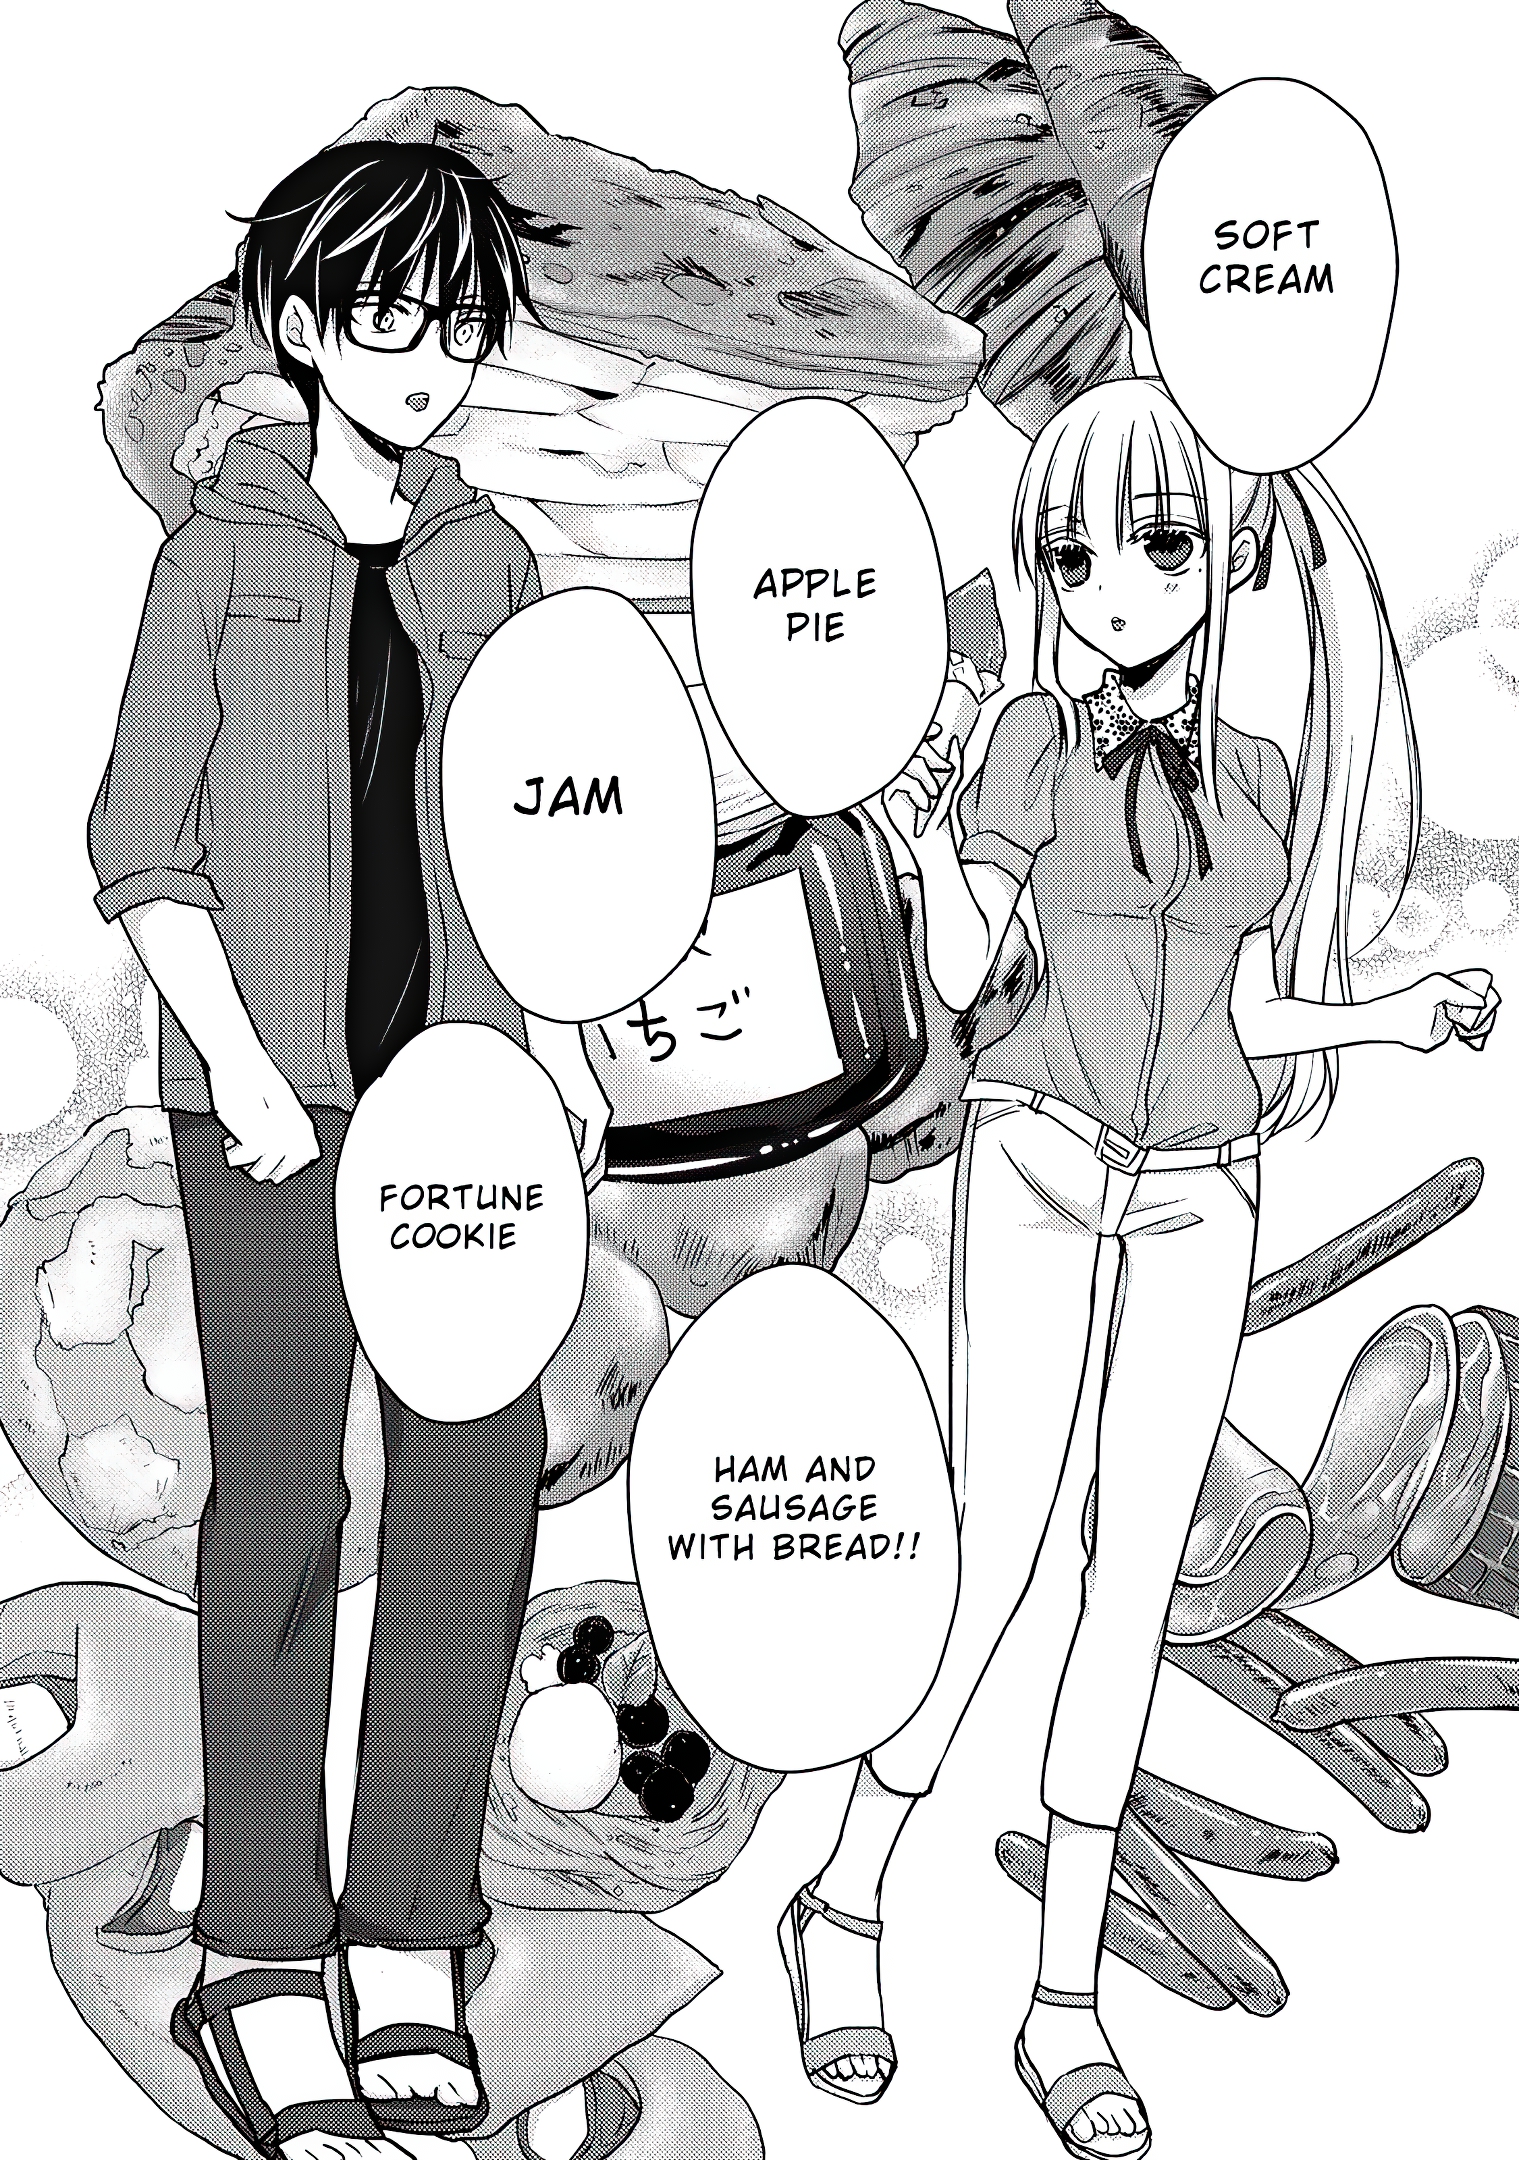 SOFT
CREAM
APPLE
PIE
JAM
ちご
FORTUNE
COOKIE
HAM AND
SAUSAGE
WITH BREAD!!